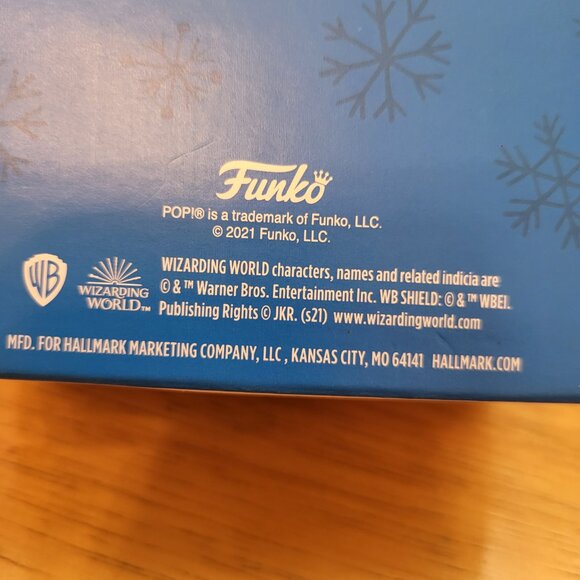 Funko
POP!® is a trademark of Funko, LLC.
© 2021 Funko, LLC.
WB
WIZARDING
WORLD™
WIZARDING WORLD characters, names and related indicia are
© & ™ Warner Bros. Entertainment Inc. WB SHIELD: © & ™ WBEI.
Publishing Rights © JKR. (s21) www.wizardingworld.com
MFD. FOR HALLMARK MARKETING COMPANY, LLC , KANSAS CITY, MO 64141 HALLMARK.COM